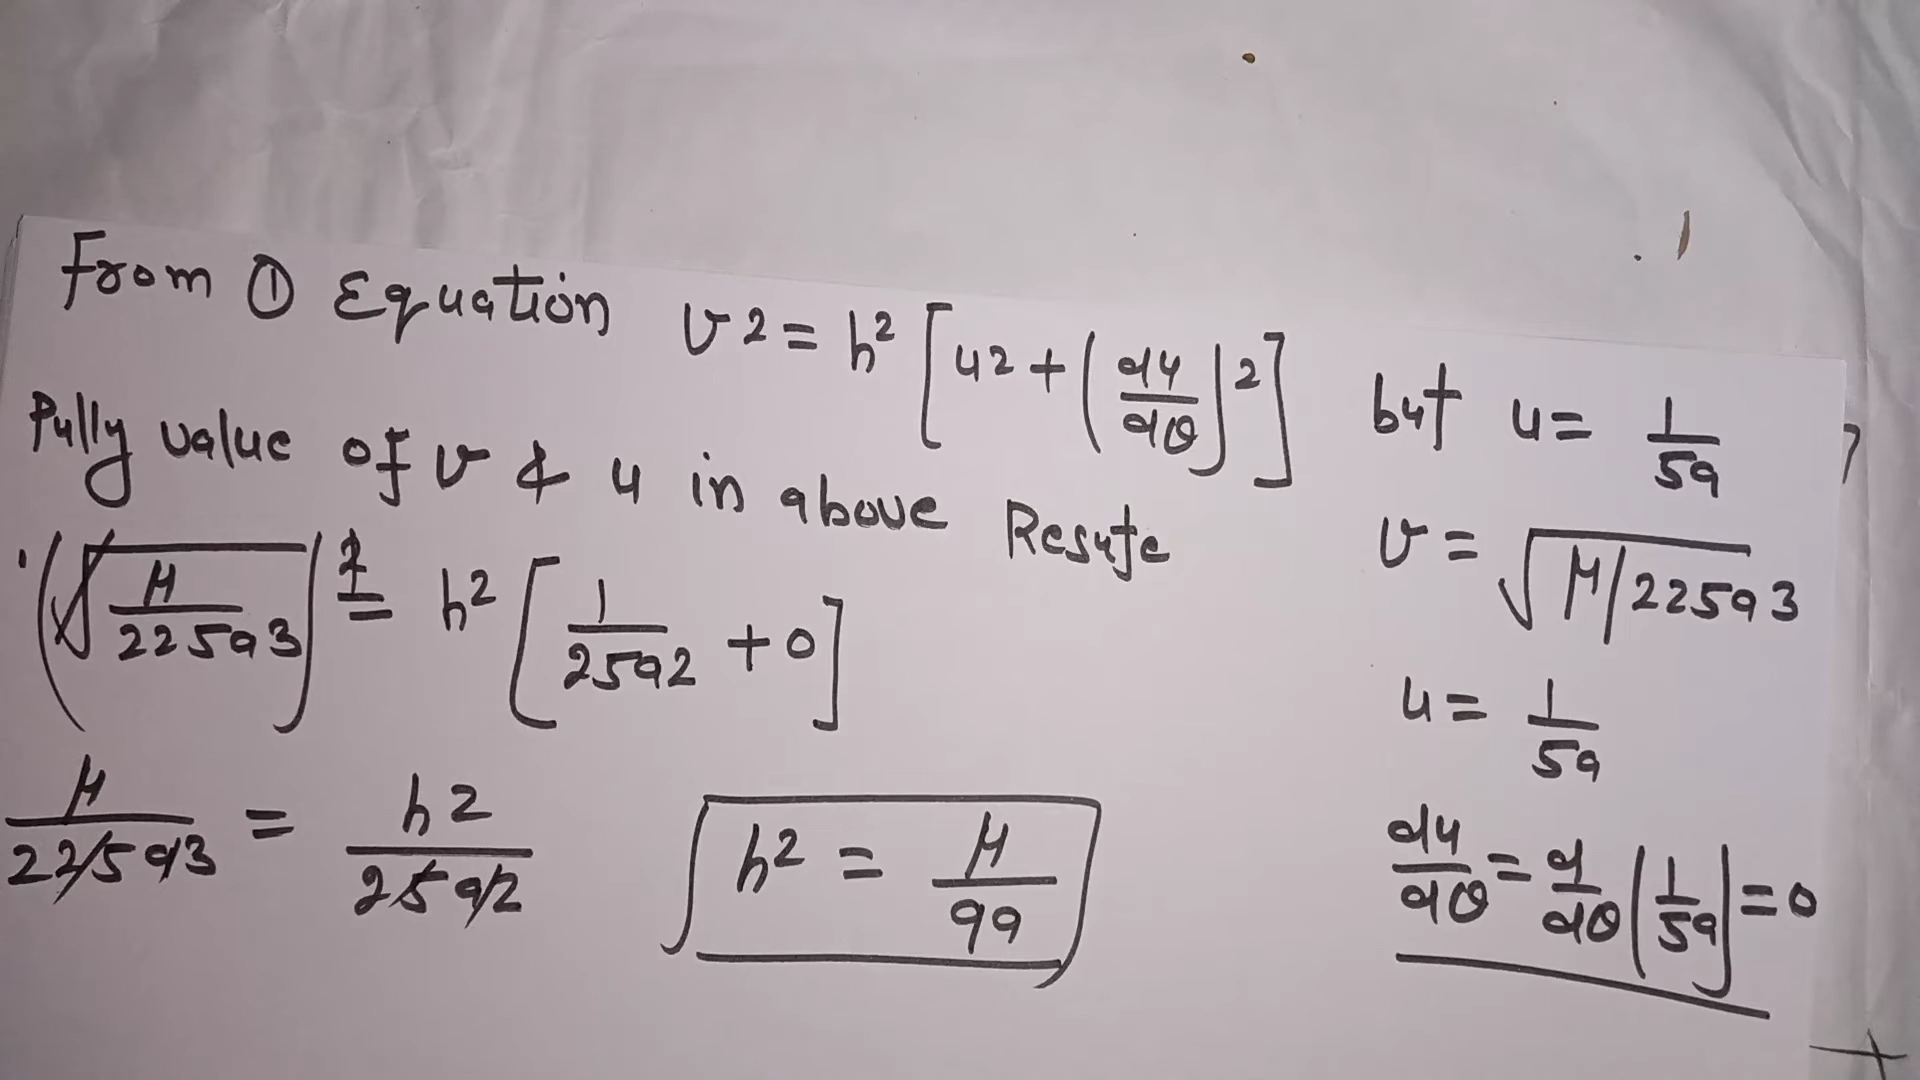 From ① Equation v2 = h² [u2 + (du/dθ)²] but u = 1/5a
Pully value of v & u in above Resute
v = √μ/225a3
(√μ/225a3)² = h² [1/25a2 + 0]
u = 1/5a
μ/225a3 = h2/25a2
h2 = μ/9a
du/dθ = d/dθ (1/5a) = 0